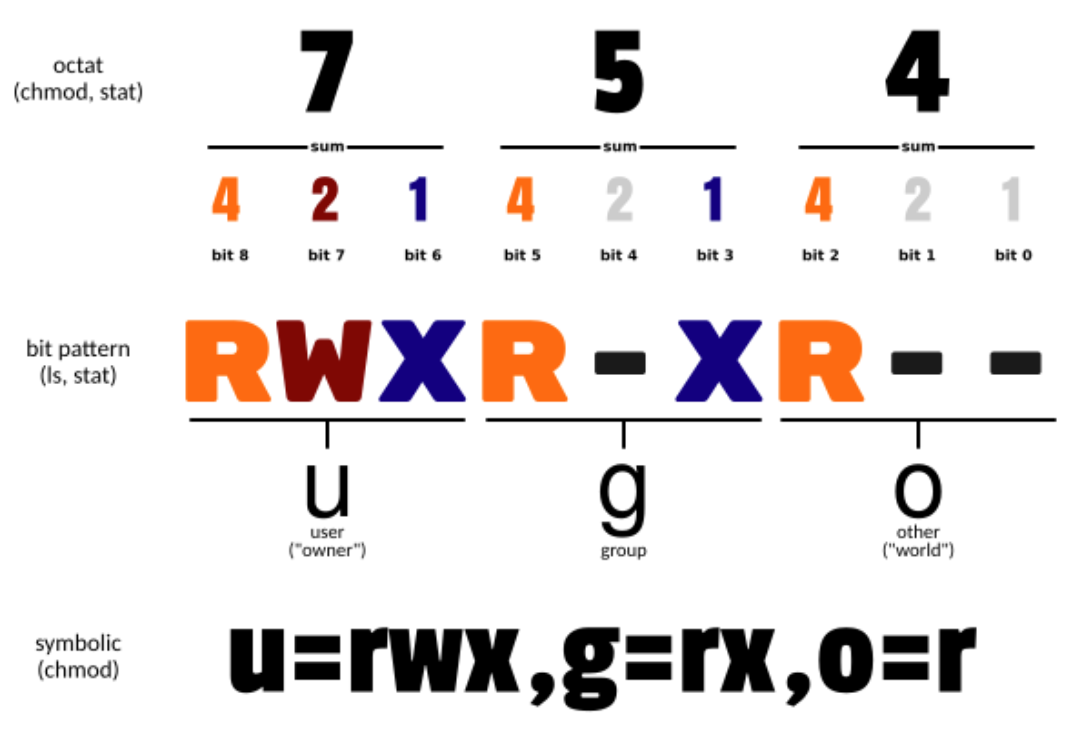 octat
(chmod, stat)
7 5 4
sum sum sum
4 2 1 4 2 1 4 2 1
bit 8 bit 7 bit 6 bit 5 bit 4 bit 3 bit 2 bit 1 bit 0
bit pattern
(ls, stat)
RWXR-XR--
u g o
user group other
("owner") ("world")
symbolic
(chmod)
u=rwx,g=rx,o=r